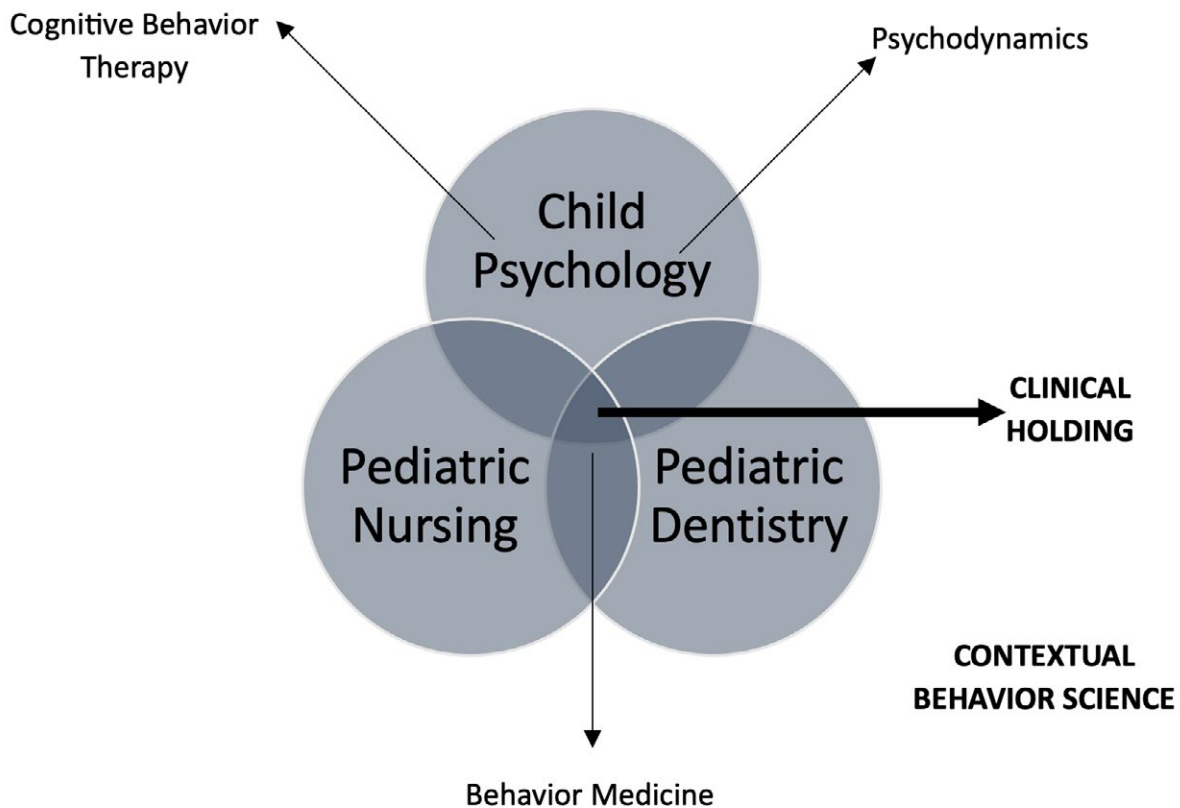 Cognitive Behavior
Therapy
Psychodynamics
Child
Psychology
CLINICAL
HOLDING
Pediatric
Nursing
Pediatric
Dentistry
CONTEXTUAL
BEHAVIOR SCIENCE
Behavior Medicine